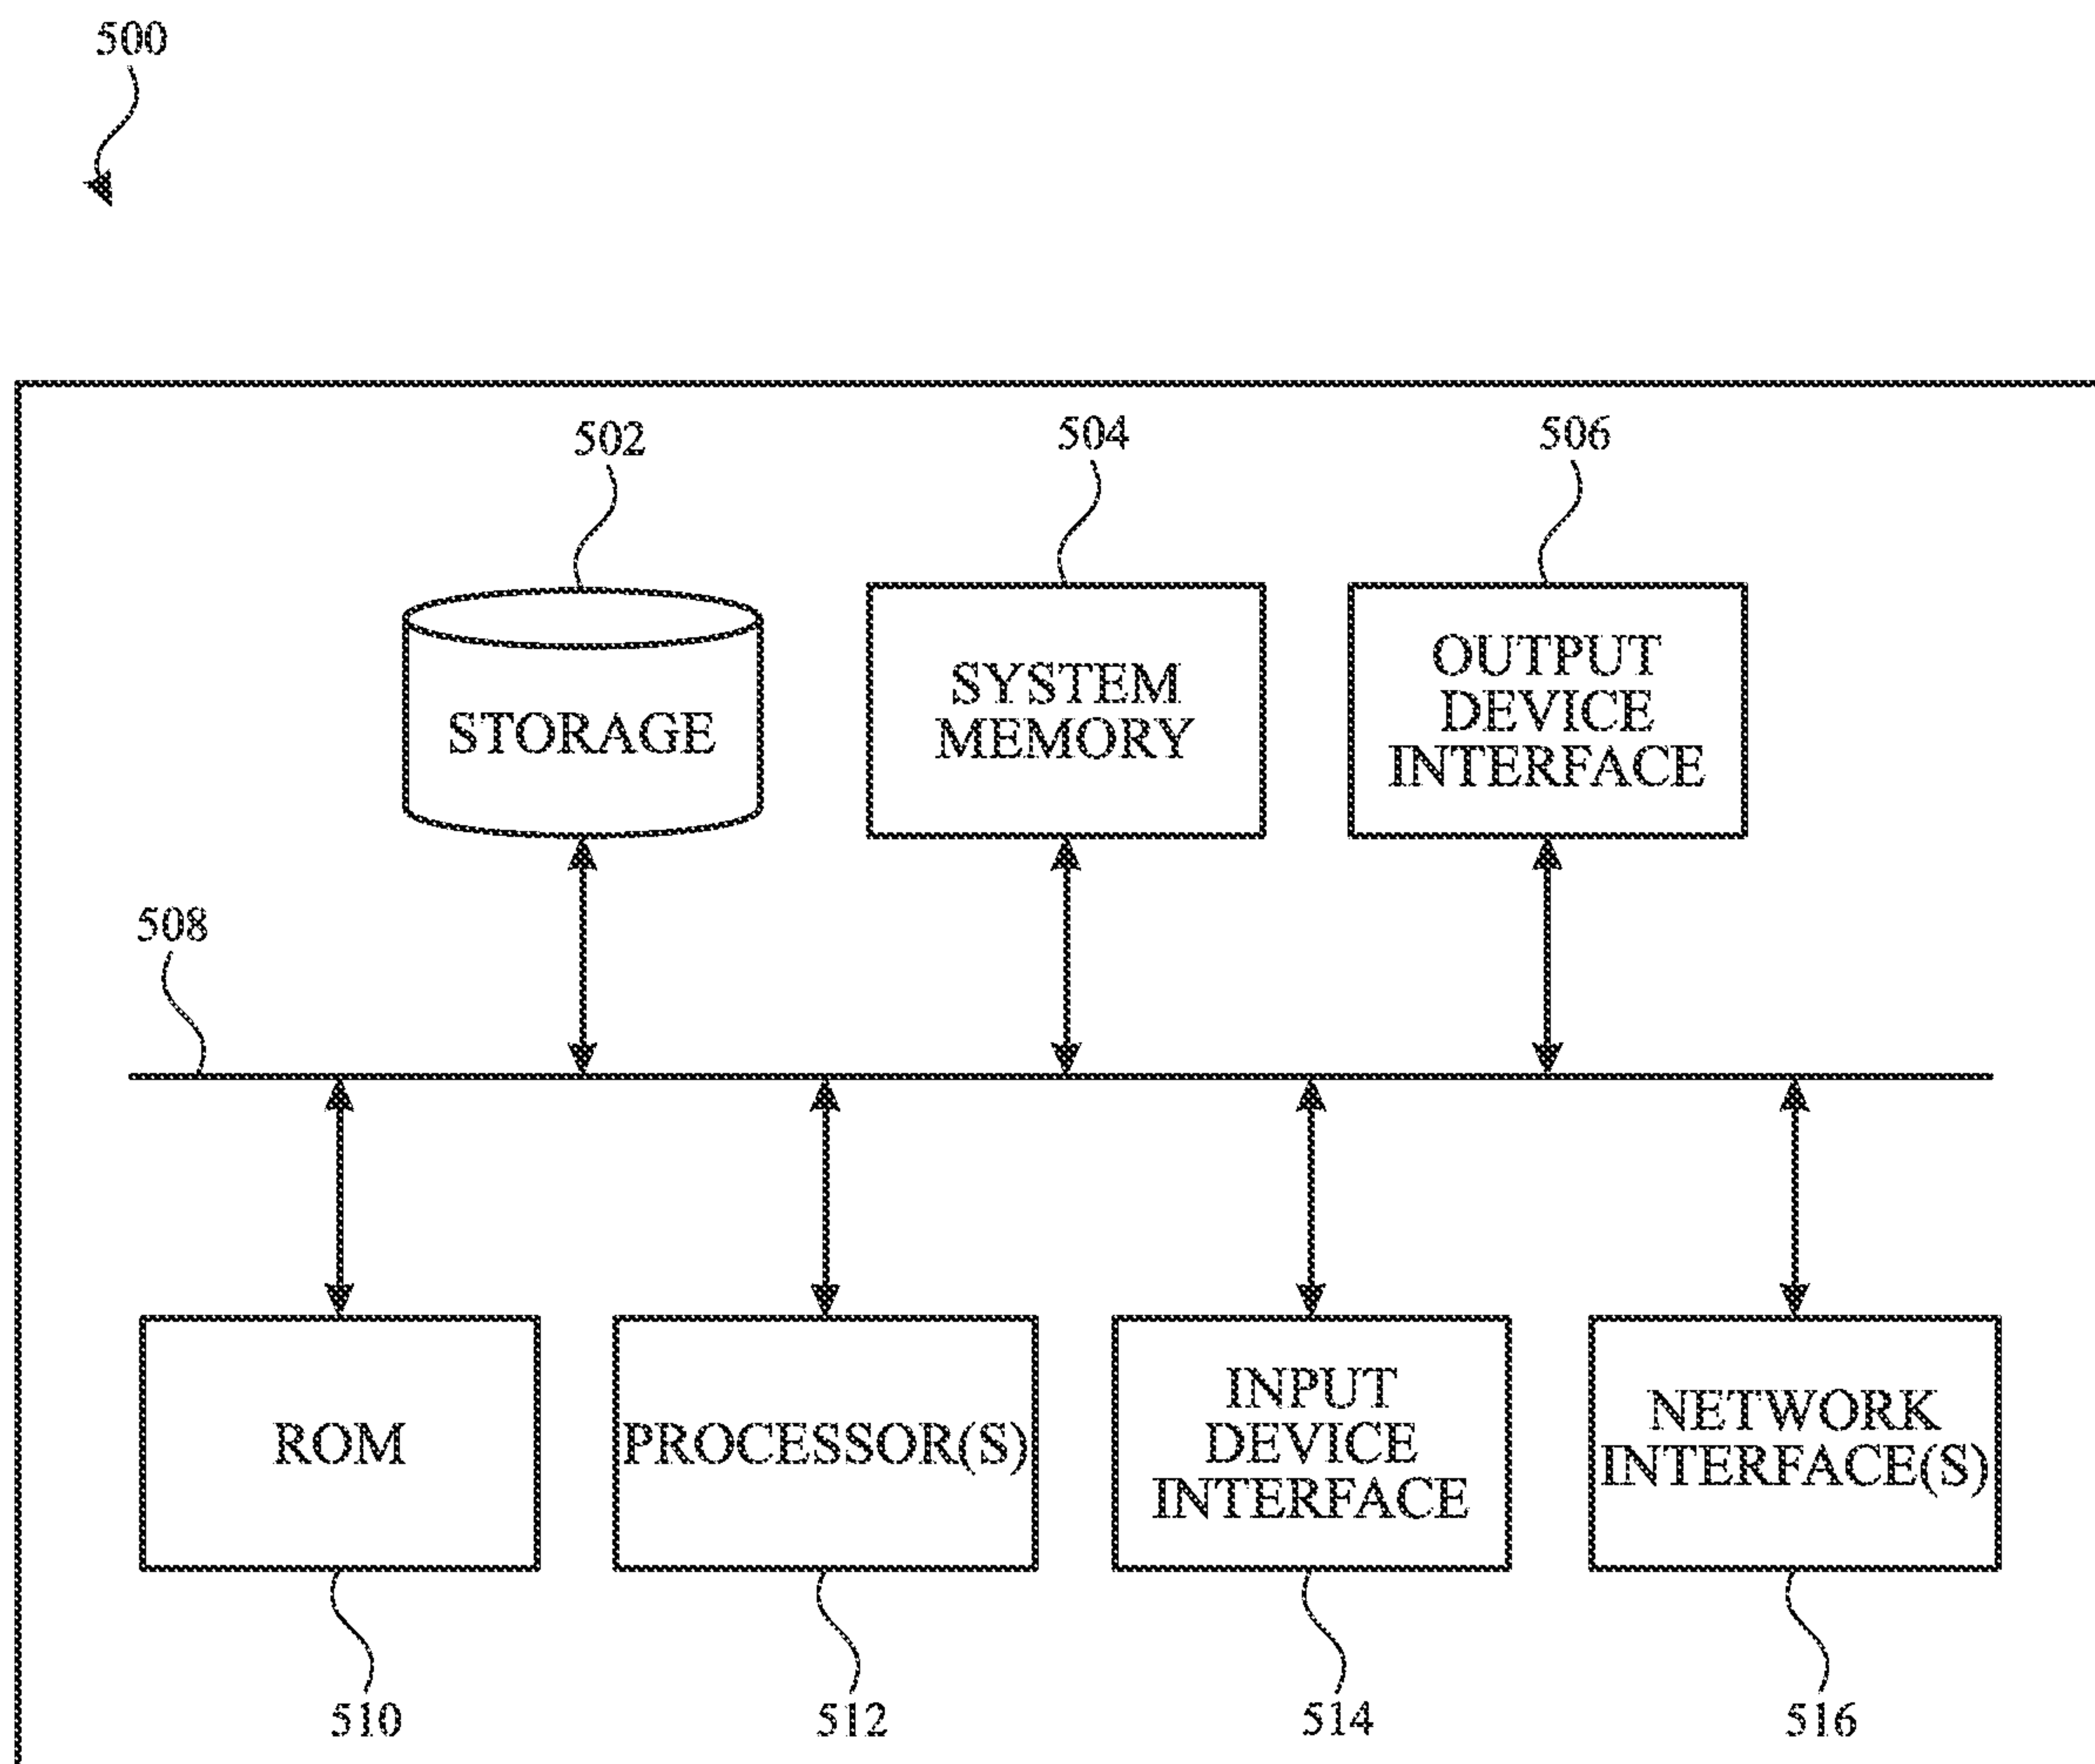 500
502
504
506
STORAGE
SYSTEM
MEMORY
OUTPUT
DEVICE
INTERFACE
508
ROM
PROCESSOR(S)
INPUT
DEVICE
INTERFACE
NETWORK
INTERFACE(S)
510
512
514
516